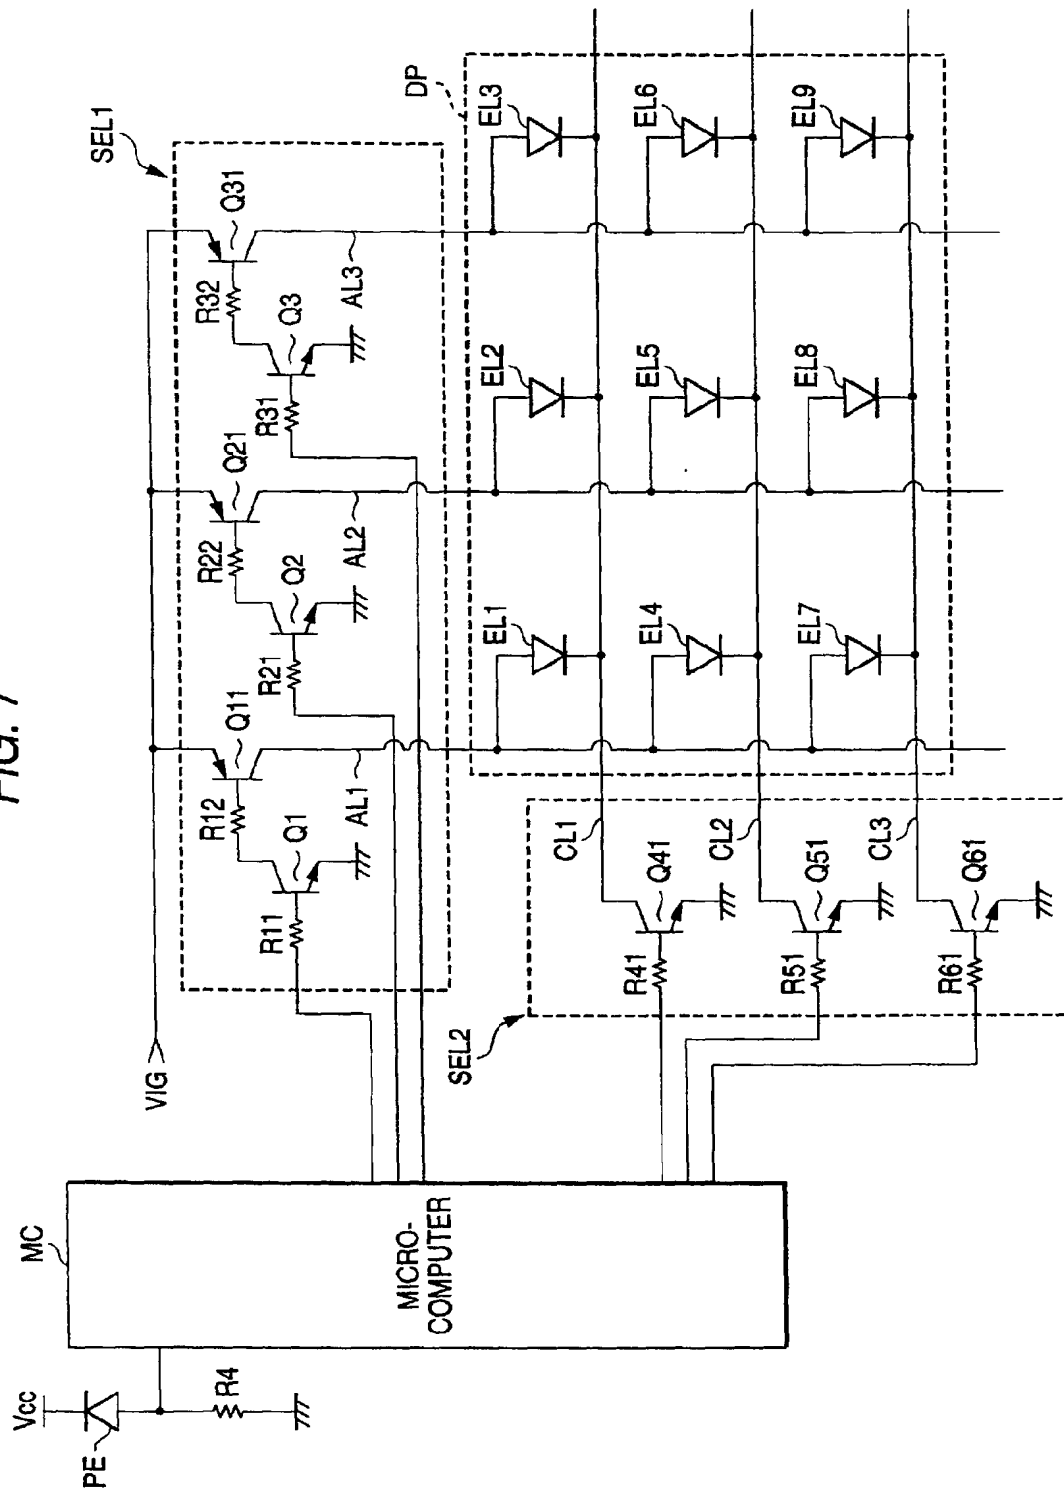 FIG. 7
SEL1
DP
VIG
Q31
R32
Q3
R31
AL3
Q21
R22
Q2
R21
AL2
Q11
R12
Q1
R11
AL1
EL3
EL6
EL9
EL2
EL5
EL8
EL1
EL4
EL7
CL1
CL2
CL3
Q41
R41
Q51
R51
Q61
R61
SEL2
MC
MICRO-
COMPUTER
Vcc
PE
R4